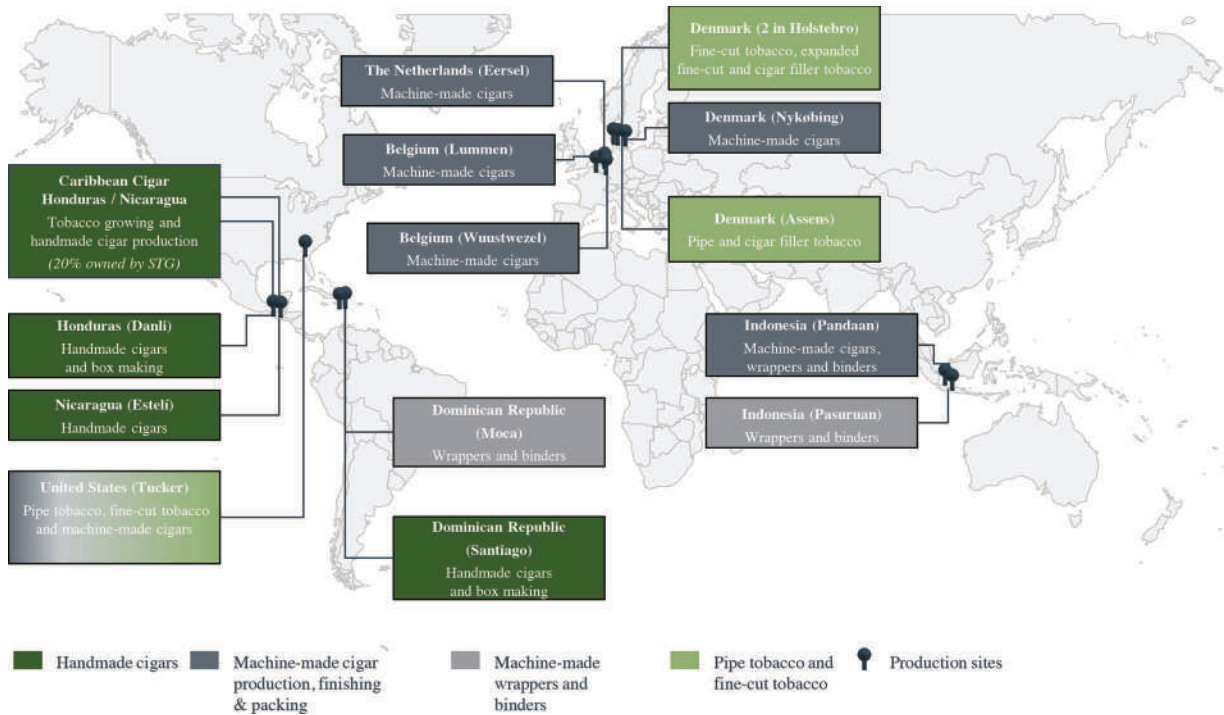 Denmark (2 in Holstebro)
Fine-cut tobacco, expanded
fine-cut and cigar filler tobacco
The Netherlands (Eersel)
Machine-made cigars
Denmark (Nykøbing)
Machine-made cigars
Belgium (Lummen)
Machine-made cigars
Caribbean Cigar
Honduras / Nicaragua
Tobacco growing and
handmade cigar production
(20% owned by STG)
Denmark (Assens)
Pipe and cigar filler tobacco
Belgium (Wuustwezel)
Machine-made cigars
Honduras (Danlí)
Handmade cigars
and box making
Indonesia (Pandaan)
Machine-made cigars,
wrappers and binders
Nicaragua (Estelí)
Handmade cigars
Dominican Republic
(Moca)
Wrappers and binders
Indonesia (Pasuruan)
Wrappers and binders
United States (Tucker)
Pipe tobacco, fine-cut tobacco
and machine-made cigars
Dominican Republic
(Santiago)
Handmade cigars
and box making
Handmade cigars
Machine-made cigar
production, finishing
& packing
Machine-made
wrappers and
binders
Pipe tobacco and
fine-cut tobacco
Production sites